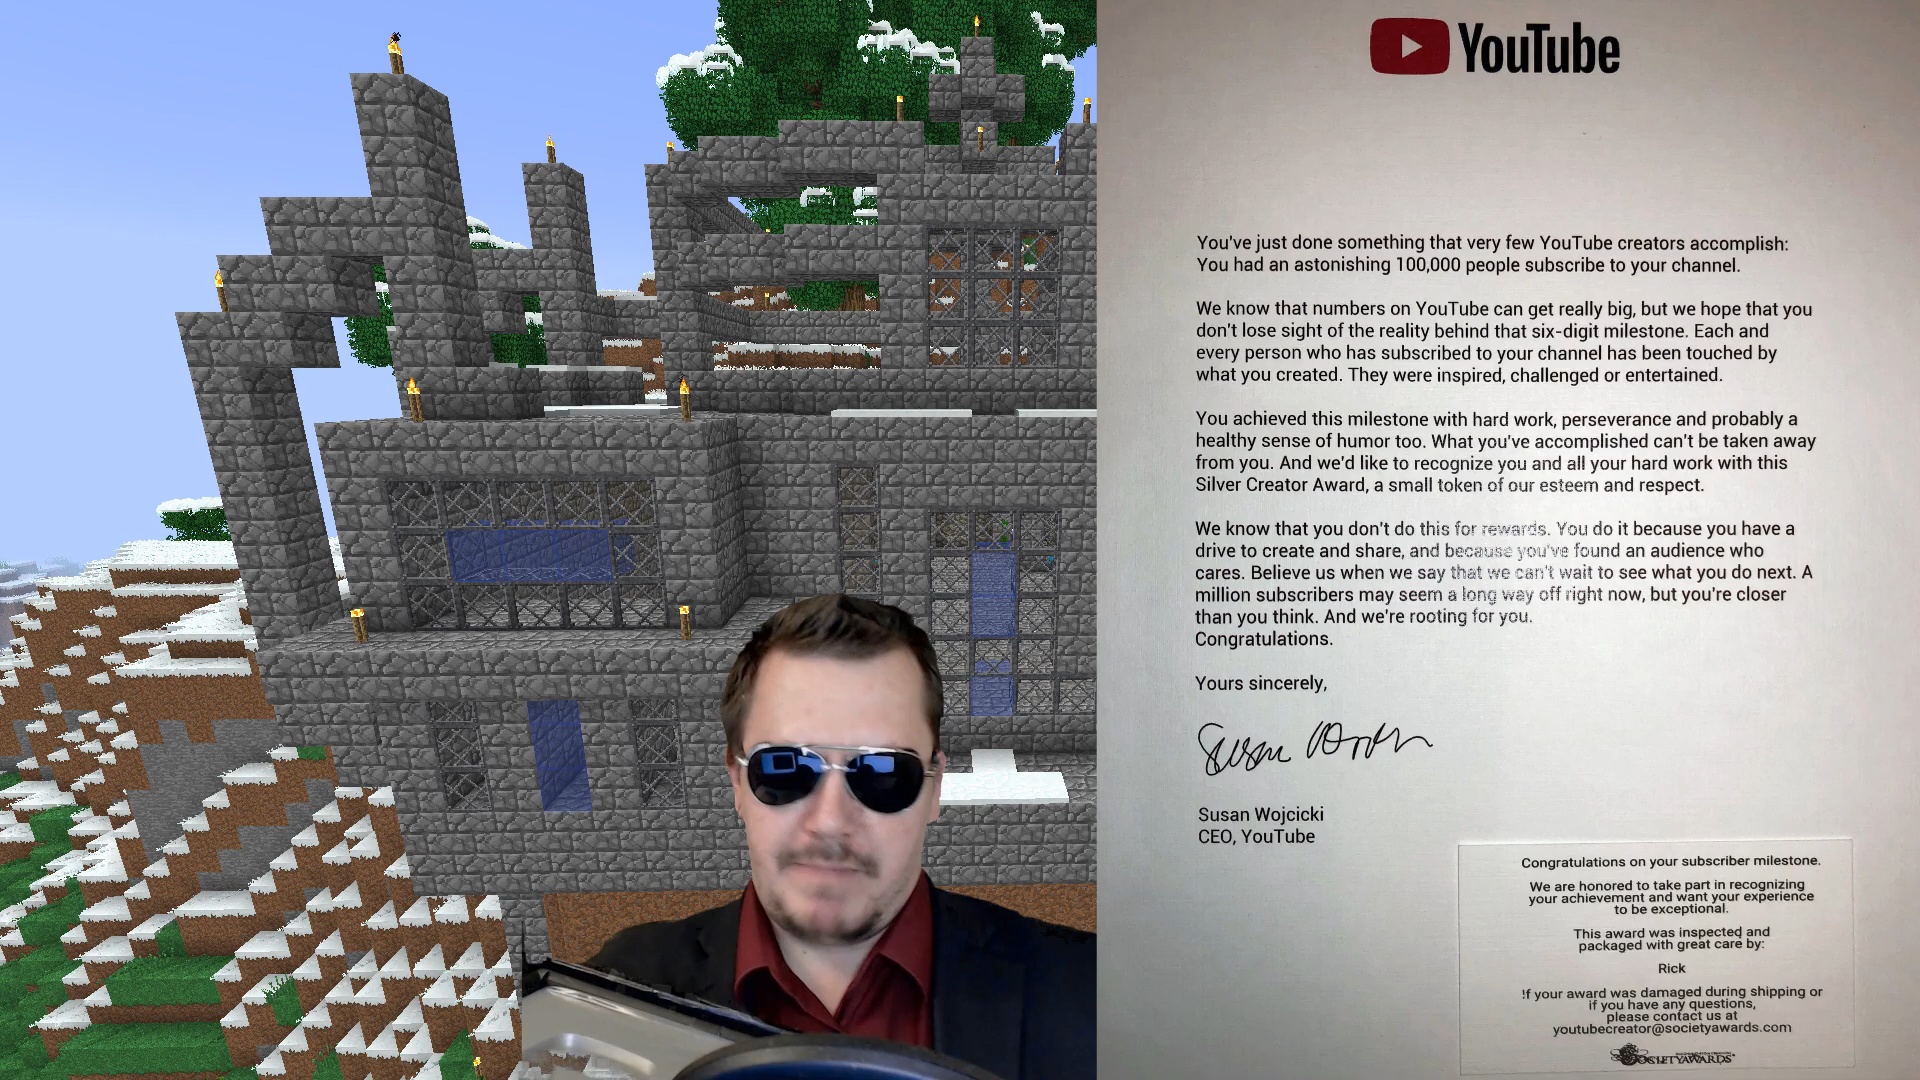 YouTube
You've just done something that very few YouTube creators accomplish:
You had an astonishing 100,000 people subscribe to your channel.
We know that numbers on YouTube can get really big, but we hope that you
don't lose sight of the reality behind that six-digit milestone. Each and
every person who has subscribed to your channel has been touched by
what you created. They were inspired, challenged or entertained.
You achieved this milestone with hard work, perseverance and probably a
healthy sense of humor too. What you've accomplished can't be taken away
from you. And we'd like to recognize you and all your hard work with this
Silver Creator Award, a small token of our esteem and respect.
We know that you don't do this for rewards. You do it because you have a
drive to create and share, and because you've found an audience who
cares. Believe us when we say that we can't wait to see what you do next. A
million subscribers may seem a long way off right now, but you're closer
than you think. And we're rooting for you.
Congratulations.
Yours sincerely,
Susan Wojcicki
CEO, YouTube
Congratulations on your subscriber milestone.
We are honored to take part in recognizing
your achievement and want your experience
to be exceptional.
This award was inspected and
packaged with great care by:
Rick
If your award was damaged during shipping or
if you have any questions,
please contact us at
youtubecreator@societyawards.com
SOCIETYAWARDS